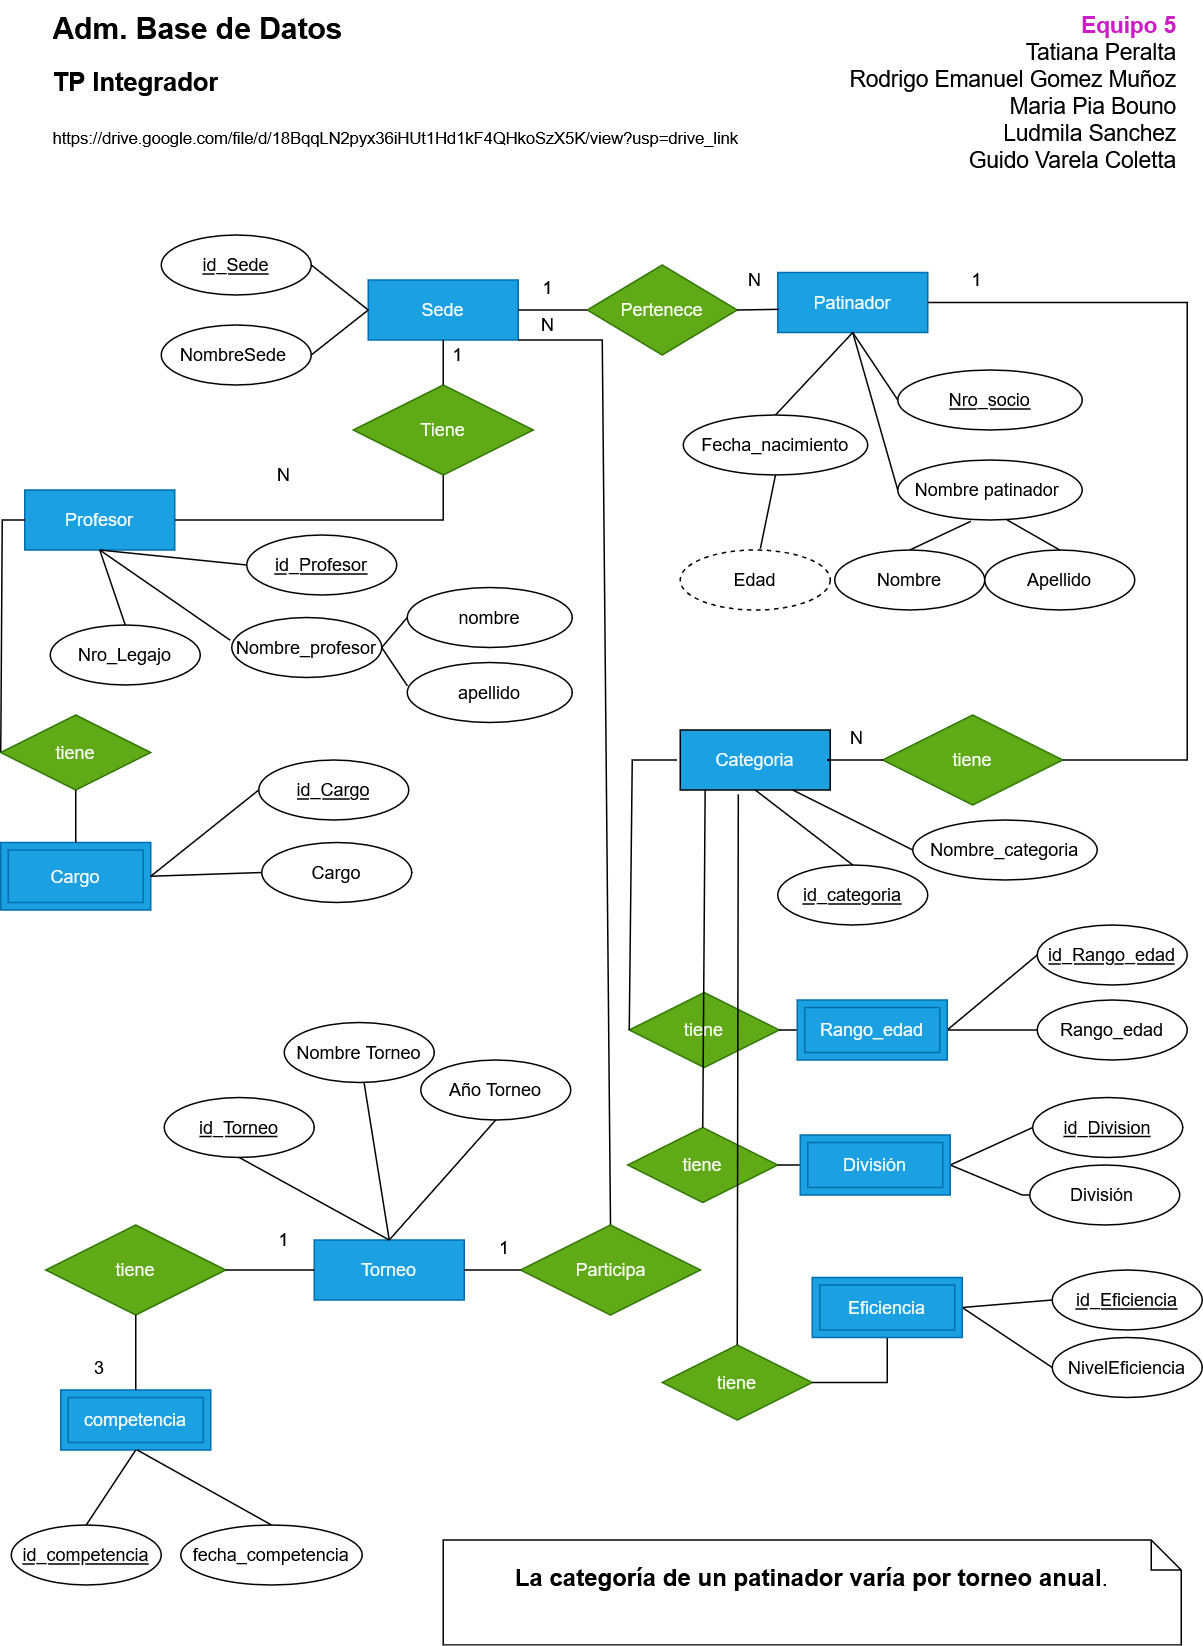 Adm. Base de Datos
TP Integrador
https://drive.google.com/file/d/18BqqLN2pyx36iHUt1Hd1kF4QHkoSzX5K/view?usp=drive_link
Equipo 5
Tatiana Peralta
Rodrigo Emanuel Gomez Muñoz
Maria Pia Bouno
Ludmila Sanchez
Guido Varela Coletta
id_Sede
NombreSede
Sede
1
N
1
Pertenece
N
Patinador
1
Tiene
N
Fecha_nacimiento
Nro_socio
Nombre patinador
Edad
Nombre
Apellido
Profesor
id_Profesor
Nro_Legajo
Nombre_profesor
nombre
apellido
tiene
id_Cargo
Cargo
Cargo
Categoria
N
tiene
Nombre_categoria
id_categoria
tiene
Rango_edad
id_Rango_edad
Rango_edad
tiene
División
id_Division
División
Nombre Torneo
Año Torneo
id_Torneo
tiene
1
Torneo
1
Participa
Eficiencia
id_Eficiencia
NivelEficiencia
tiene
3
competencia
id_competencia
fecha_competencia
La categoría de un patinador varía por torneo anual.